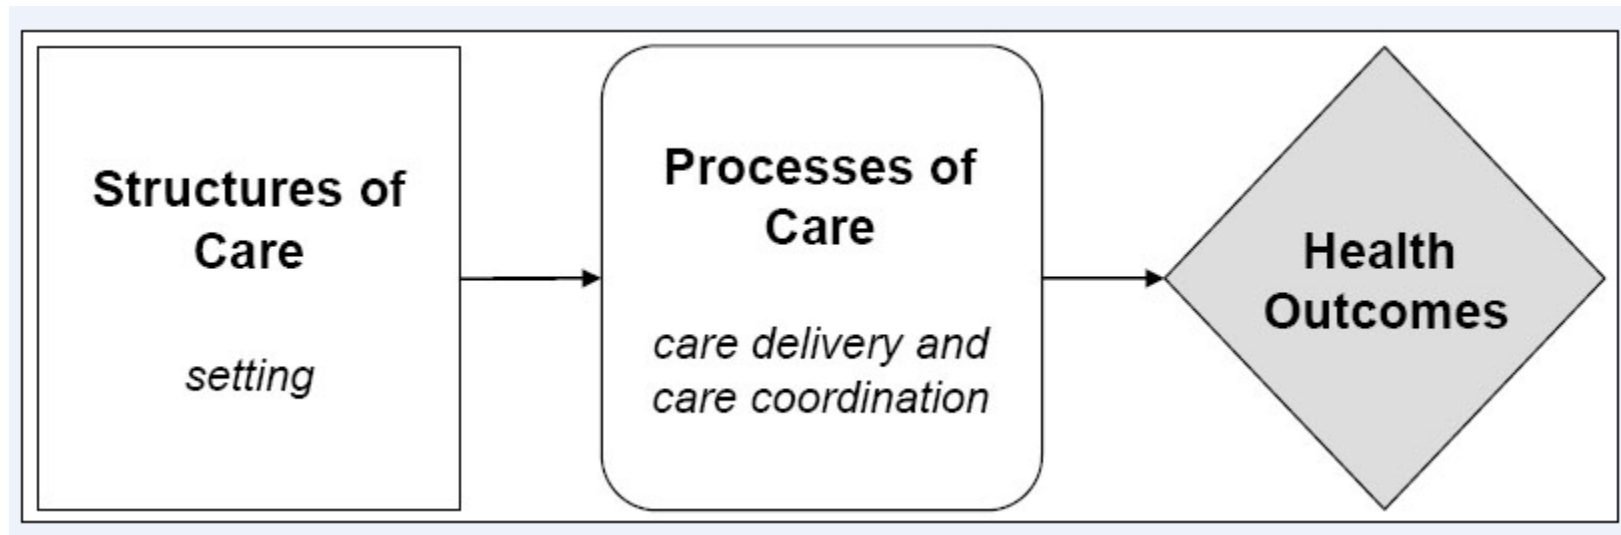 Structures of
Care
setting
Processes of
Care
care delivery and
care coordination
Health
Outcomes